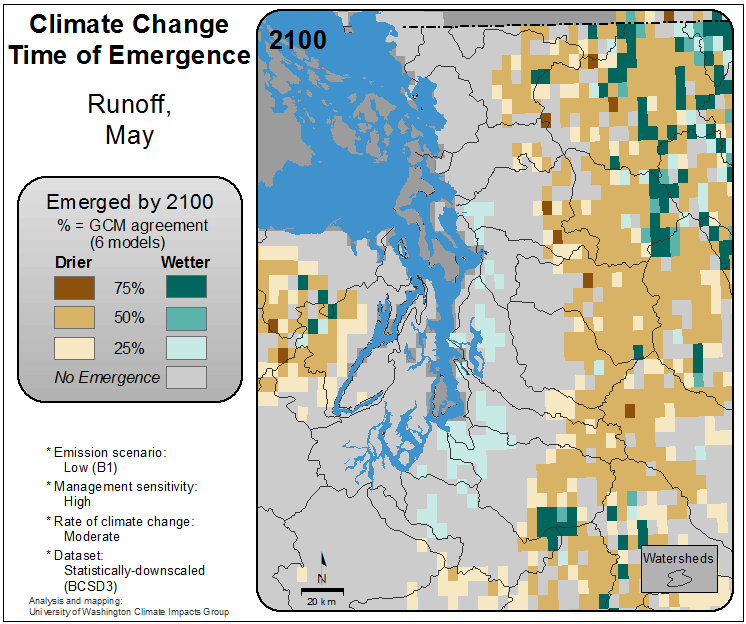 Climate Change
Time of Emergence
Runoff,
May
Emerged by 2100
% = GCM agreement
(6 models)
Drier Wetter
75%
50%
25%
No Emergence
* Emission scenario:
Low (B1)
* Management sensitivity:
High
* Rate of climate change:
Moderate
* Dataset:
Statistically-downscaled
(BCSD3)
Analysis and mapping:
University of Washington Climate Impacts Group
2100
N
20 km
Watersheds